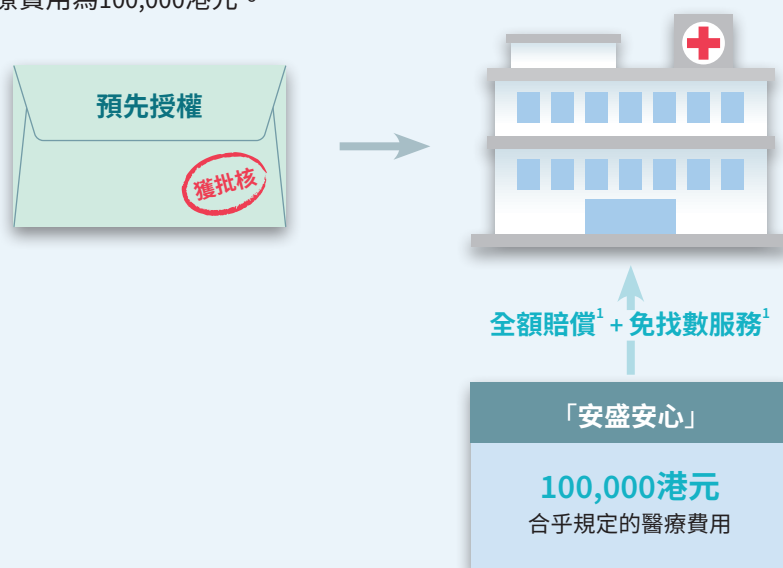 療費用為100,000港元。
預先授權
獲批核
全額賠償1 + 免找數服務1
「安盛安心」
100,000港元
合乎規定的醫療費用